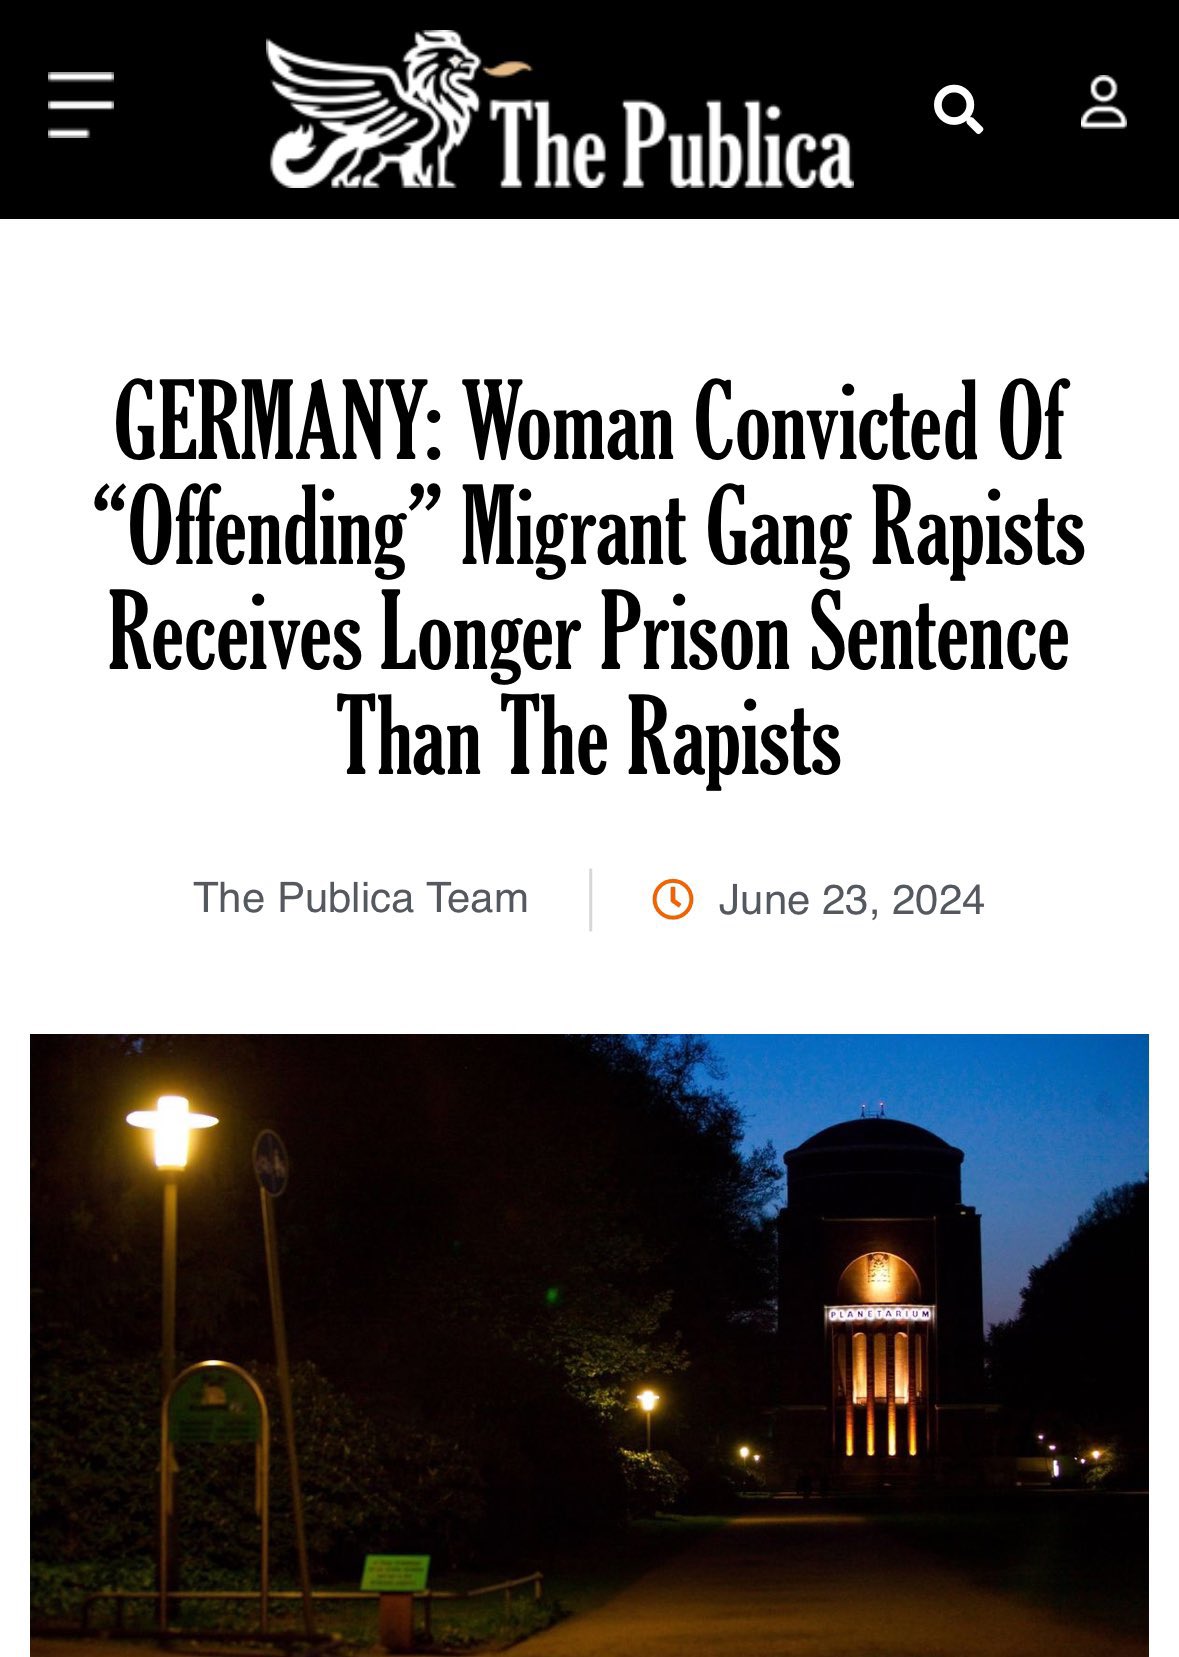 The Publica
GERMANY: Woman Convicted Of
“Offending” Migrant Gang Rapists
Receives Longer Prison Sentence
Than The Rapists
The Publica Team
June 23, 2024
PLANETARIUM